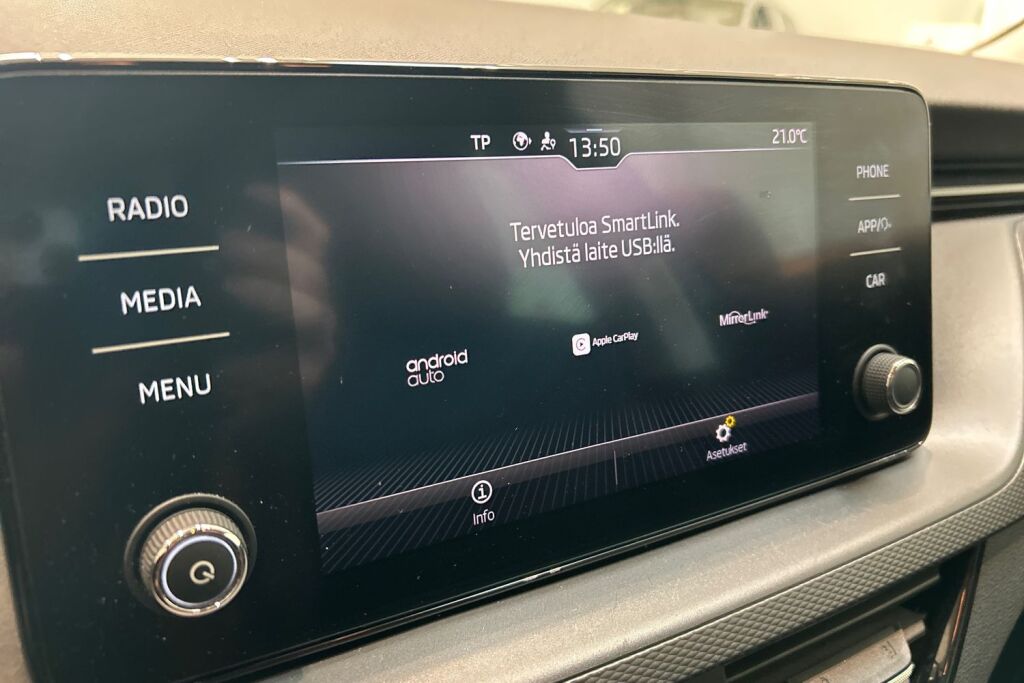 RADIO
MEDIA
MENU
TP
13:50
21.0°C
Tervetuloa SmartLink.
Yhdistä laite USB:llä.
android
auto
Apple CarPlay
MirrorLink
Info
Asetukset
PHONE
APP/
CAR